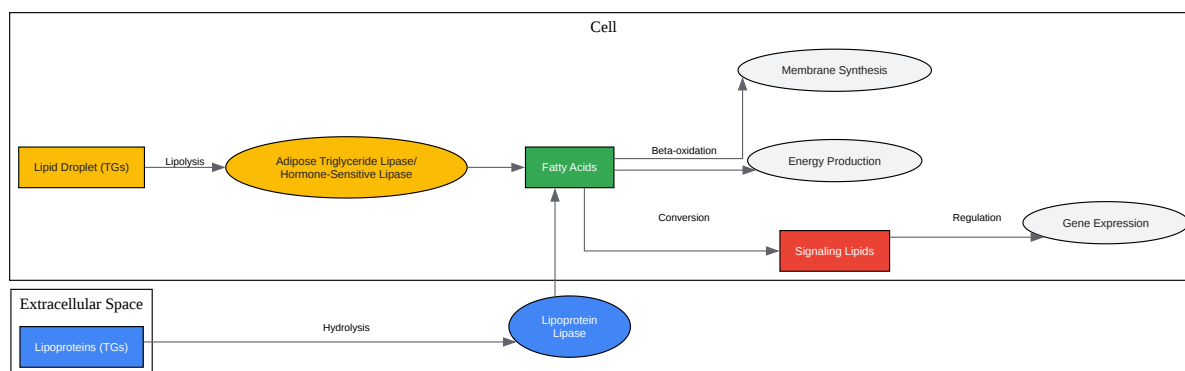 Cell
Membrane Synthesis
Lipid Droplet (TGs)
Lipolysis
Adipose Triglyceride Lipase/
Hormone-Sensitive Lipase
Fatty Acids
Beta-oxidation
Energy Production
Conversion
Signaling Lipids
Regulation
Gene Expression
Extracellular Space
Lipoproteins (TGs)
Hydrolysis
Lipoprotein
Lipase